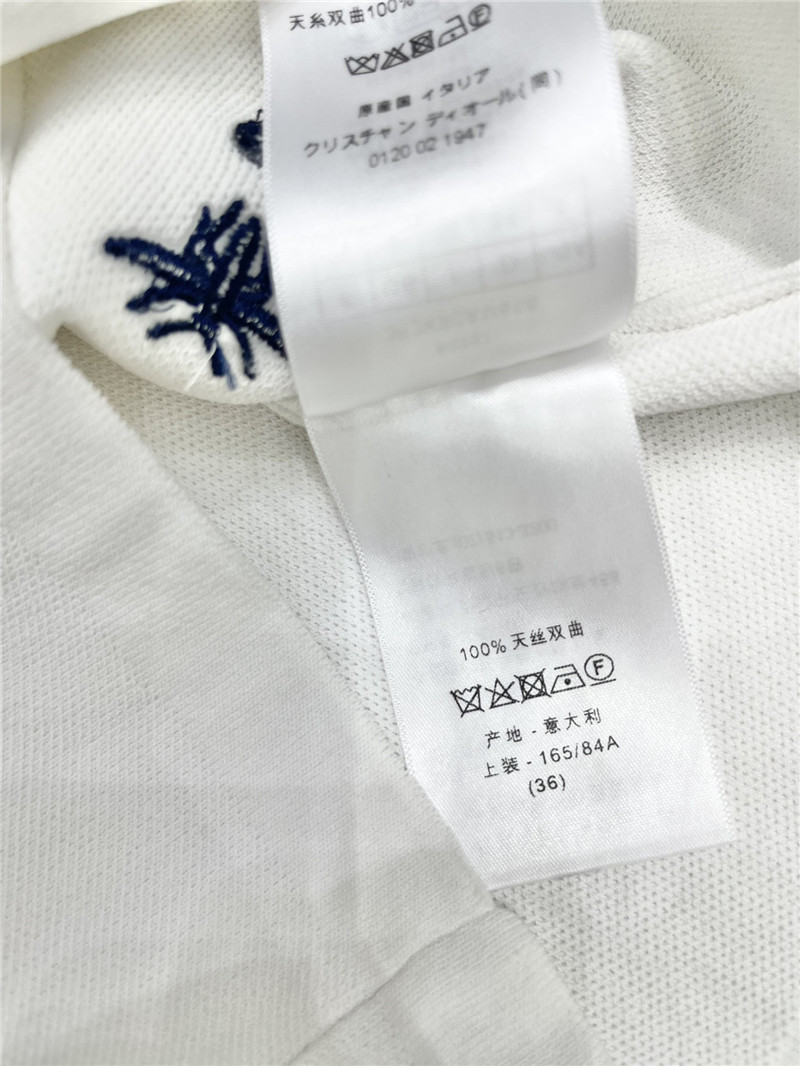 天糸双曲100%
原産国 イタリア
クリスチャン ディオール(同)
0120 02 1947
100% 天丝双曲
F
产地 - 意大利
上装 - 165/84A
(36)